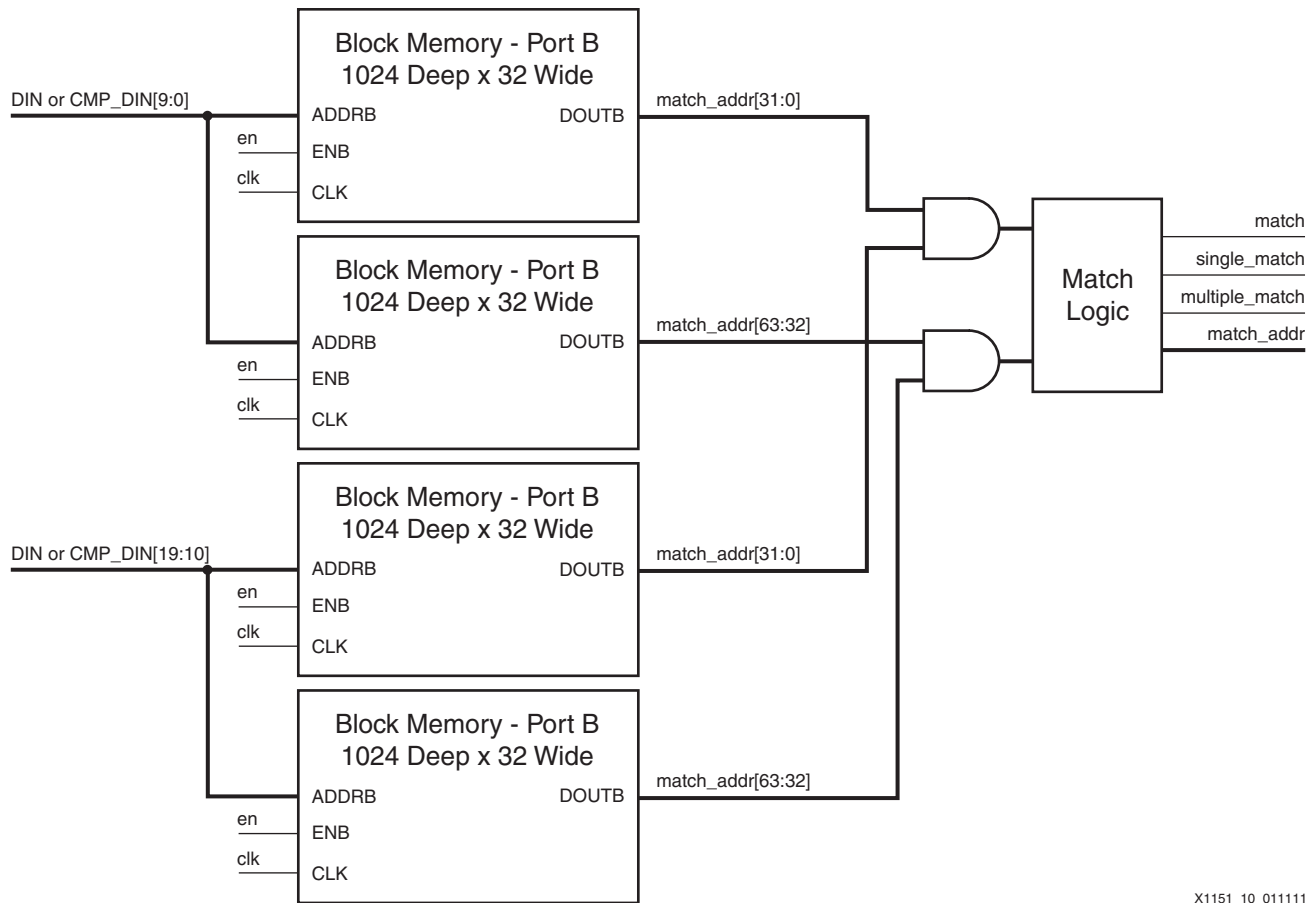 Block Memory - Port B
1024 Deep x 32 Wide
DIN or CMP_DIN[9:0]
ADDRB
DOUTB
match_addr[31:0]
en
ENB
clk
CLK
Block Memory - Port B
1024 Deep x 32 Wide
ADDRB
DOUTB
match_addr[63:32]
en
ENB
clk
CLK
Match
Logic
match
single_match
multiple_match
match_addr
Block Memory - Port B
1024 Deep x 32 Wide
DIN or CMP_DIN[19:10]
ADDRB
DOUTB
match_addr[31:0]
en
ENB
clk
CLK
Block Memory - Port B
1024 Deep x 32 Wide
ADDRB
DOUTB
match_addr[63:32]
en
ENB
clk
CLK
X1151_10_011111